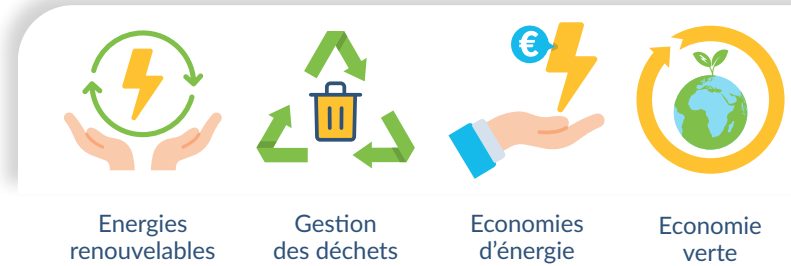 €
Energies
renouvelables
Gestion
des déchets
Economies
d'énergie
Economie
verte